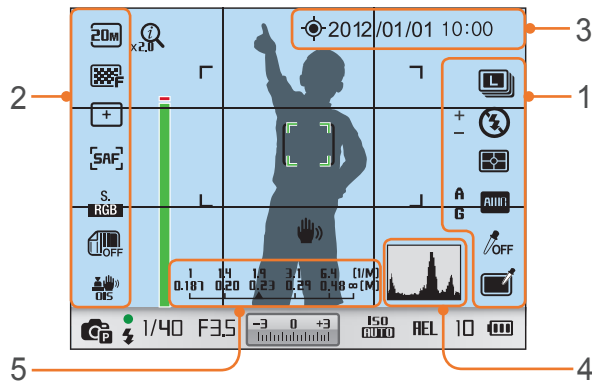 3
2012/01/01 10:00
20M
x2.0
2
F
L
1
+
−
+
SAF
S.
RGB
A
G
AWB
OFF
OFF
OIS
1 1.4 1.9 3.1 6.4 [1/M]
0.187 0.20 0.23 0.29 0.48 ∞ [M]
P
1/40 F3.5
-3 0 +3
ISO
AUTO
AEL
10
5
4